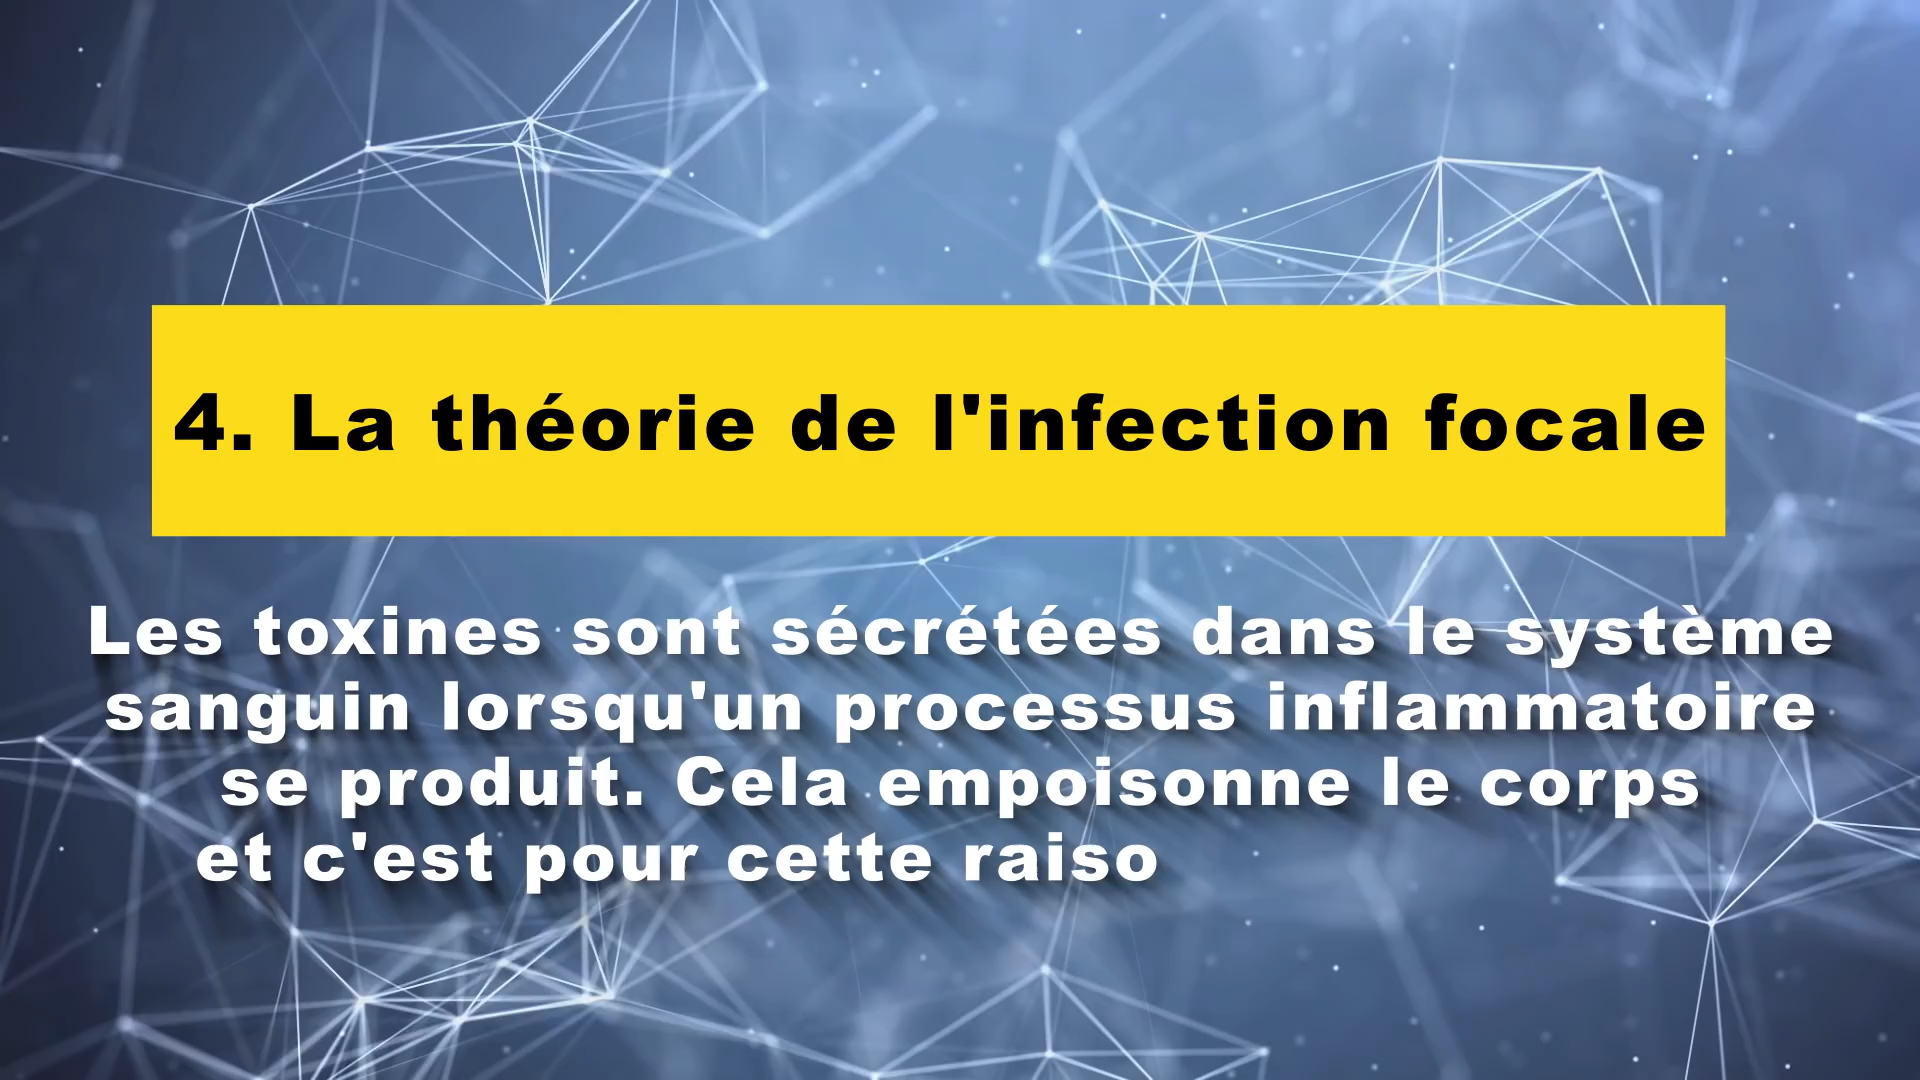 4. La théorie de l'infection focale
Les toxines sont sécrétées dans le système
sanguin lorsqu'un processus inflammatoire
se produit. Cela empoisonne le corps
et c'est pour cette raiso